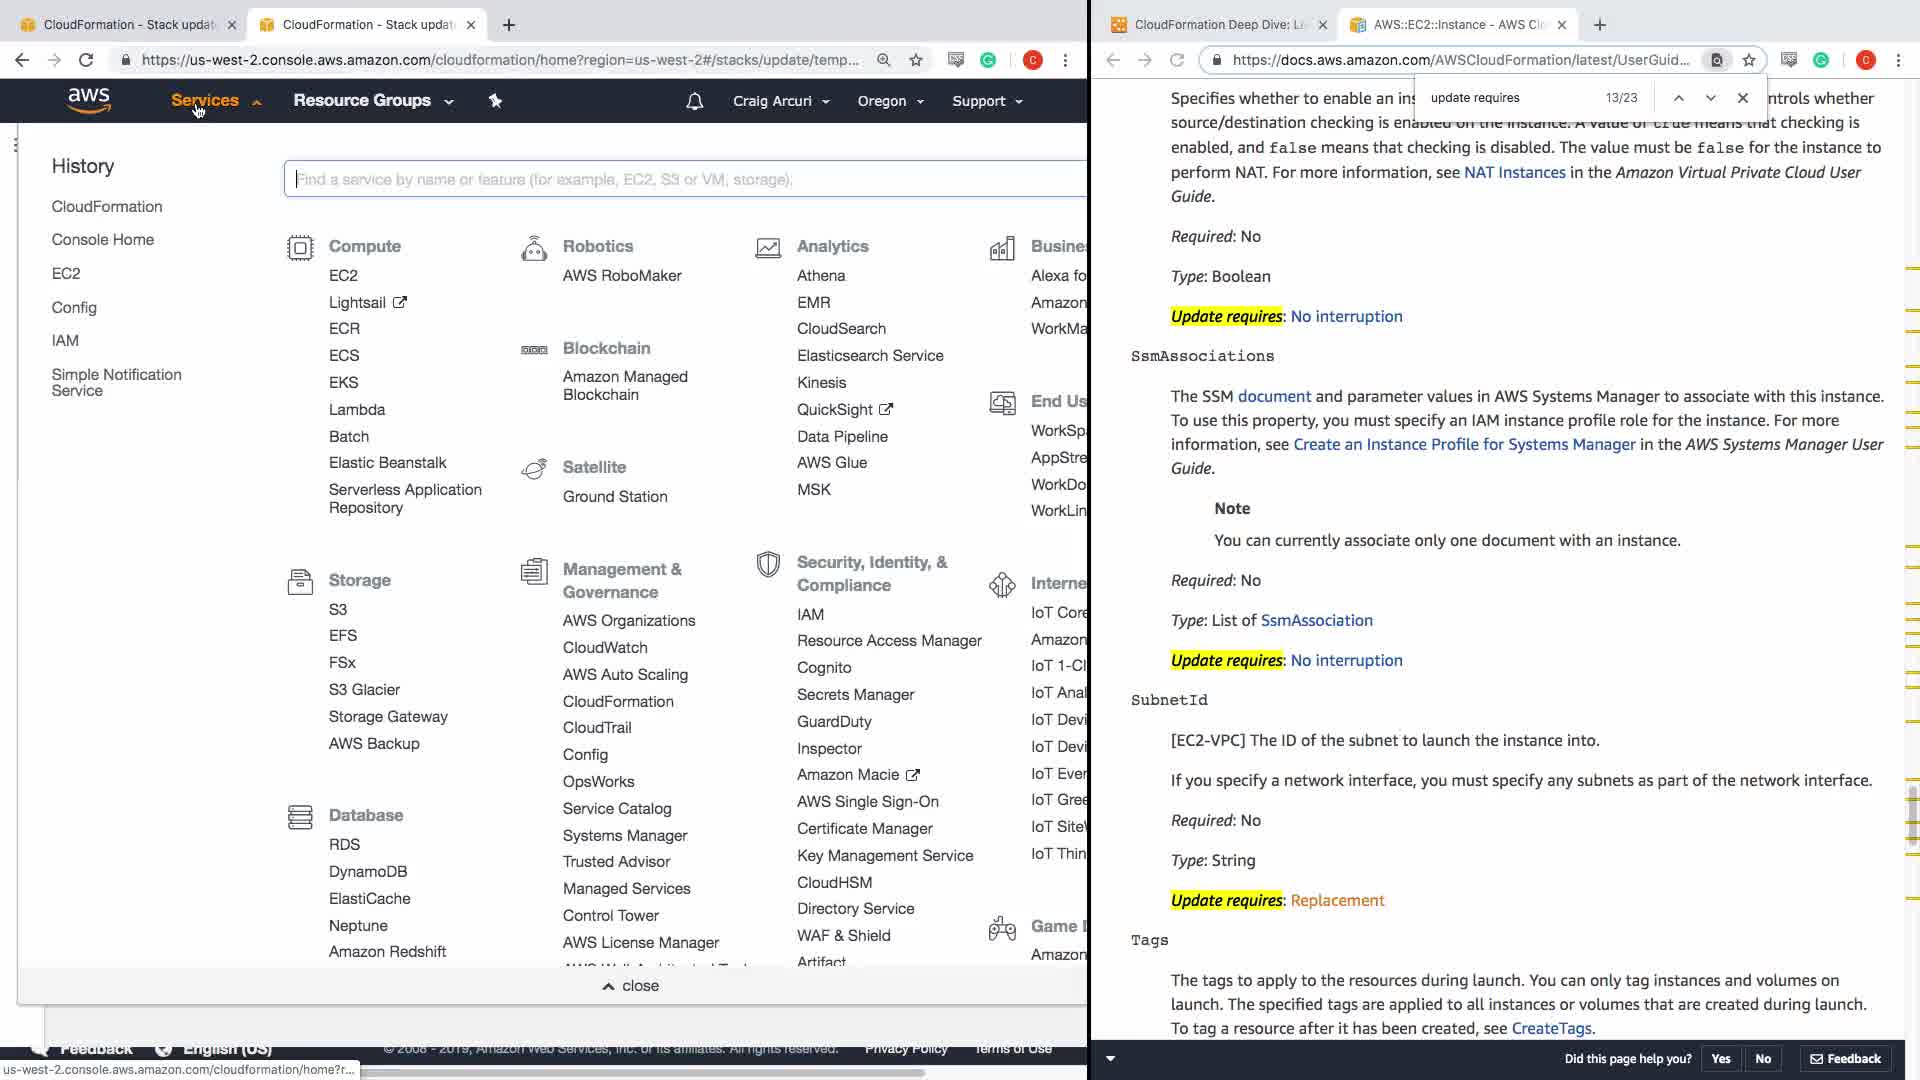 CloudFormation - Stack updat
CloudFormation - Stack updat
https://us-west-2.console.aws.amazon.com/cloudformation/home?region=us-west-2#/stacks/update/temp...
C
aws
Services
Resource Groups
Craig Arcuri
Oregon
Support
History
CloudFormation
Console Home
EC2
Config
IAM
Simple Notification
Service
Find a service by name or feature (for example, EC2, S3 or VM, storage).
Compute
EC2
Lightsail
ECR
ECS
EKS
Lambda
Batch
Elastic Beanstalk
Serverless Application
Repository
Storage
S3
EFS
FSx
S3 Glacier
Storage Gateway
AWS Backup
Database
RDS
DynamoDB
ElastiCache
Neptune
Amazon Redshift
Robotics
AWS RoboMaker
Blockchain
Amazon Managed
Blockchain
Satellite
Ground Station
Management &
Governance
AWS Organizations
CloudWatch
AWS Auto Scaling
CloudFormation
CloudTrail
Config
OpsWorks
Service Catalog
Systems Manager
Trusted Advisor
Managed Services
Control Tower
AWS License Manager
Analytics
Athena
EMR
CloudSearch
Elasticsearch Service
Kinesis
QuickSight
Data Pipeline
AWS Glue
MSK
Security, Identity, &
Compliance
IAM
Resource Access Manager
Cognito
Secrets Manager
GuardDuty
Inspector
Amazon Macie
AWS Single Sign-On
Certificate Manager
Key Management Service
CloudHSM
Directory Service
WAF & Shield
Artifact
Busine
Alexa fo
Amazon
WorkMa
End Us
WorkSp
AppStre
WorkDo
WorkLin
Interne
IoT Core
Amazon
IoT 1-Cl
IoT Anal
IoT Devi
IoT Devi
IoT Ever
IoT Gree
IoT Site
IoT Thin
Game
Amazon
close
Feedback
English (US)
© 2008 - 2019, Amazon Web Services, Inc. or its affiliates. All rights reserved.
Privacy Policy
Terms of Use
us-west-2.console.aws.amazon.com/cloudformation/home?r...
CloudFormation Deep Dive: L
AWS::EC2::Instance - AWS Clo
https://docs.aws.amazon.com/AWSCloudFormation/latest/UserGuid...
C
update requires
13/23
Specifies whether to enable an ins ntrols whether
source/destination checking is enabled on the instance. A value of true means that checking is
enabled, and false means that checking is disabled. The value must be false for the instance to
perform NAT. For more information, see NAT Instances in the Amazon Virtual Private Cloud User
Guide.
Required: No
Type: Boolean
Update requires: No interruption
SsmAssociations
The SSM document and parameter values in AWS Systems Manager to associate with this instance.
To use this property, you must specify an IAM instance profile role for the instance. For more
information, see Create an Instance Profile for Systems Manager in the AWS Systems Manager User
Guide.
Note
You can currently associate only one document with an instance.
Required: No
Type: List of SsmAssociation
Update requires: No interruption
SubnetId
[EC2-VPC] The ID of the subnet to launch the instance into.
If you specify a network interface, you must specify any subnets as part of the network interface.
Required: No
Type: String
Update requires: Replacement
Tags
The tags to apply to the resources during launch. You can only tag instances and volumes on
launch. The specified tags are applied to all instances or volumes that are created during launch.
To tag a resource after it has been created, see CreateTags.
Did this page help you?
Yes
No
Feedback